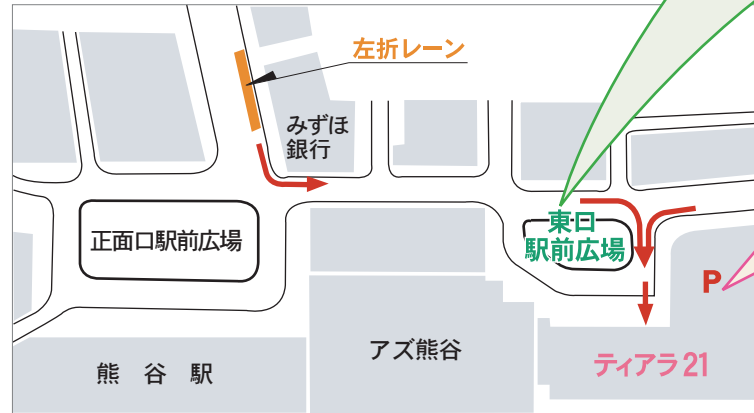 左折レーン
みずほ
銀行
正面口駅前広場
東口
駅前広場
P
アズ熊谷
ティアラ21
熊谷駅